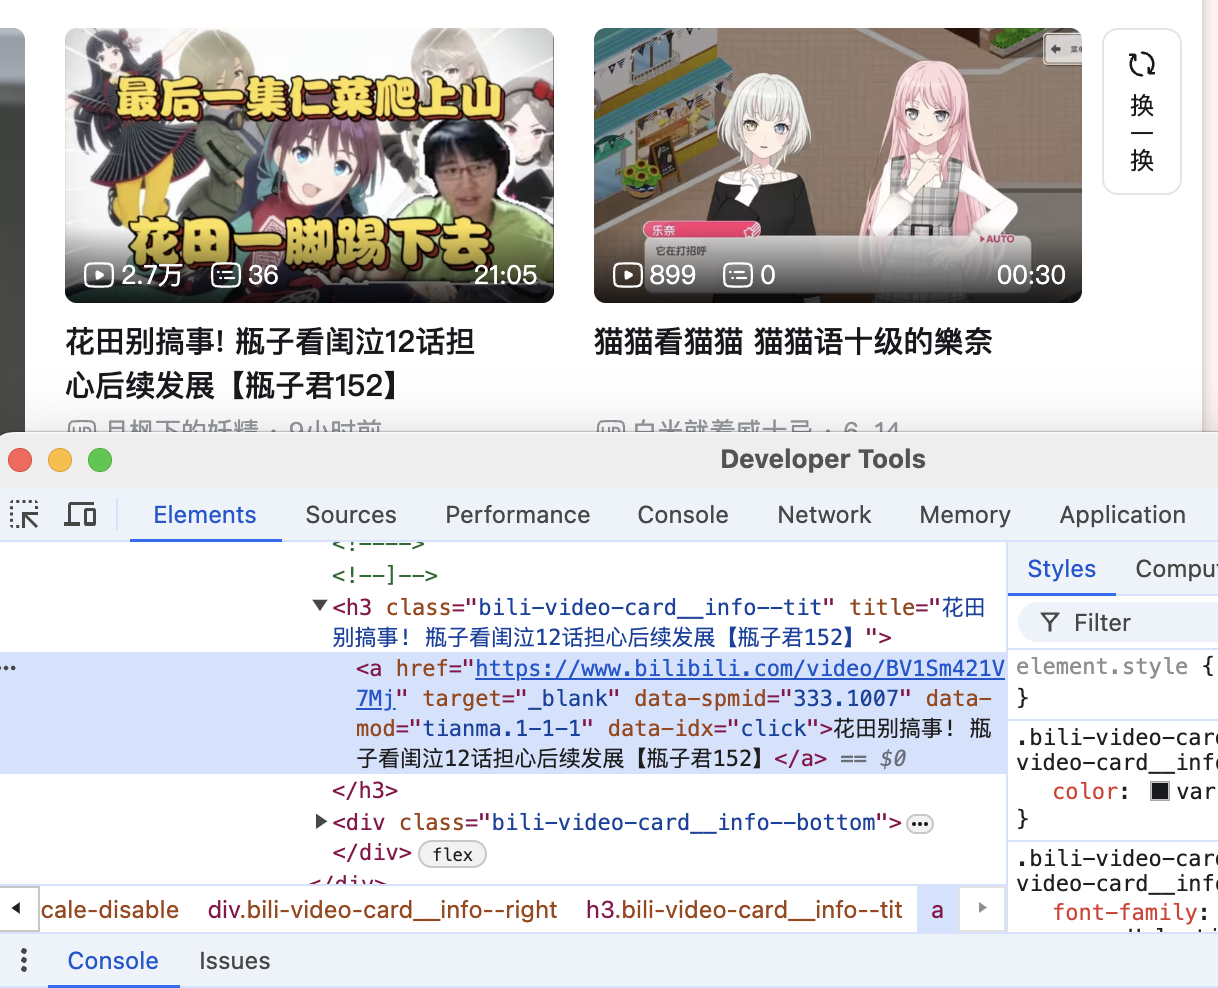 最后一集仁菜爬上山
花田一脚踢下去
2.7万 36 21:05
菜单
乐奈
AUTO
它在打招呼
899 0 00:30
换
一
换
花田别搞事! 瓶子看闺泣12话担
心后续发展【瓶子君152】
猫猫看猫猫 猫猫语十级的樂奈
Developer Tools
Elements Sources Performance Console Network Memory Application
<!---->
<!--]-->
<h3 class="bili-video-card__info--tit" title="花田
别搞事! 瓶子看闺泣12话担心后续发展【瓶子君152】">
<a href="https://www.bilibili.com/video/BV1Sm421V
7Mj" target="_blank" data-spmid="333.1007" data-
mod="tianma.1-1-1" data-idx="click">花田别搞事! 瓶
子看闺泣12话担心后续发展【瓶子君152】</a> == $0
</h3>
<div class="bili-video-card__info--bottom">
</div> flex
</div>
Styles Comput
Filter
element.style {
}
.bili-video-card
video-card__info
color: var
}
.bili-video-card
video-card__info
font-family:
cale-disable div.bili-video-card__info--right h3.bili-video-card__info--tit a
Console Issues